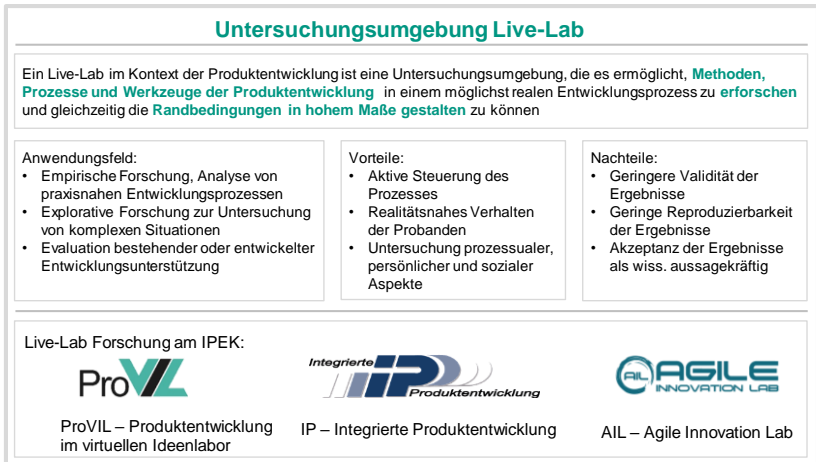 Untersuchungsumgebung Live-Lab
Ein Live-Lab im Kontext der Produktentwicklung ist eine Untersuchungsumgebung, die es ermöglicht, Methoden,
Prozesse und Werkzeuge der Produktentwicklung in einem möglichst realen Entwicklungsprozess zu erforschen
und gleichzeitig die Randbedingungen in hohem Maße gestalten zu können
Anwendungsfeld:
• Empirische Forschung, Analyse von
praxisnahen Entwicklungsprozessen
• Explorative Forschung zur Untersuchung
von komplexen Situationen
• Evaluation bestehender oder entwickelter
Entwicklungsunterstützung
Vorteile:
• Aktive Steuerung des
Prozesses
• Realitätsnahes Verhalten
der Probanden
• Untersuchung prozessualer,
persönlicher und sozialer
Aspekte
Nachteile:
• Geringere Validität der
Ergebnisse
• Geringe Reproduzierbarkeit
der Ergebnisse
• Akzeptanz der Ergebnisse
als wiss. aussagekräftig
Live-Lab Forschung am IPEK:
ProVIL
ProVIL – Produktentwicklung
im virtuellen Ideenlabor
Integrierte
iP
Produktentwicklung
IP – Integrierte Produktentwicklung
AIL AGILE
INNOVATION LAB
AIL – Agile Innovation Lab